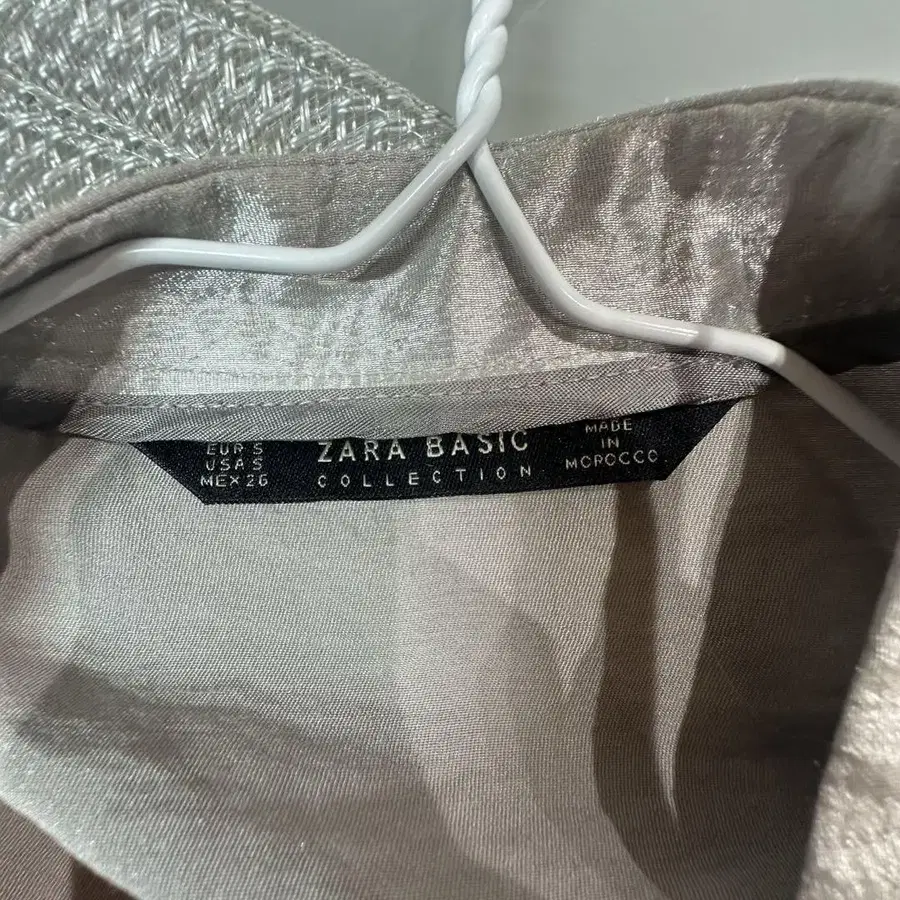 EUR S
USA S
MEX 26
ZARA BASIC
COLLECTION
MADE
IN
MOROCCO